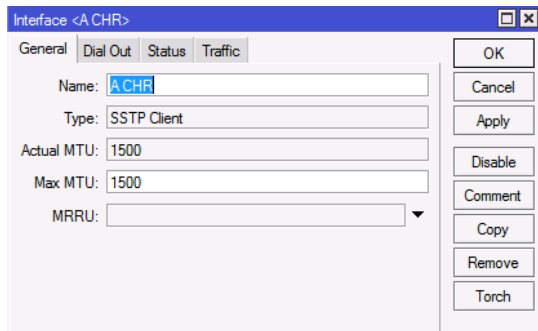 Interface <A CHR>
General Dial Out Status Traffic
Name: A CHR
Type: SSTP Client
Actual MTU: 1500
Max MTU: 1500
MRRU:
OK
Cancel
Apply
Disable
Comment
Copy
Remove
Torch